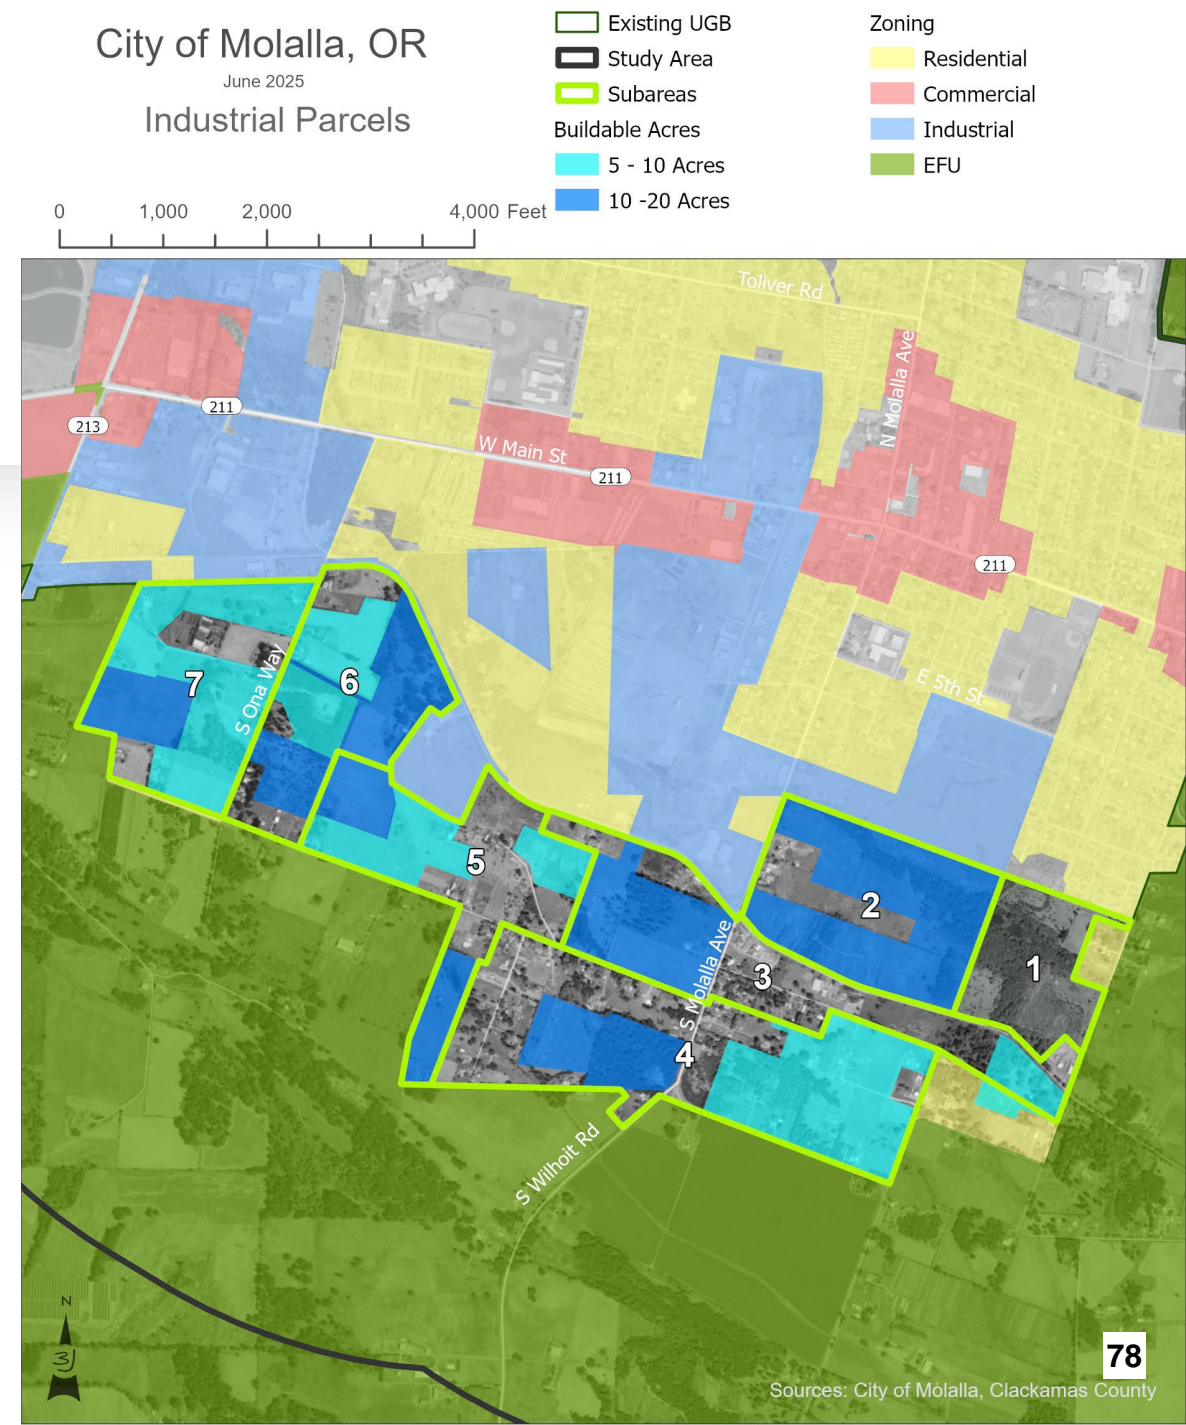 City of Molalla, OR
June 2025
Industrial Parcels
Existing UGB
Study Area
Subareas
Buildable Acres
5 - 10 Acres
10 -20 Acres
Zoning
Residential
Commercial
Industrial
EFU
0 1,000 2,000 4,000 Feet
Tollver Rd
N Molalla Ave
211
213
W Main St
211
211
E 5th St
S Ona Way
7
6
5
2
1
3
S Molalla Ave
4
S Wilhoit Rd
N
3J
78
Sources: City of Molalla, Clackamas County